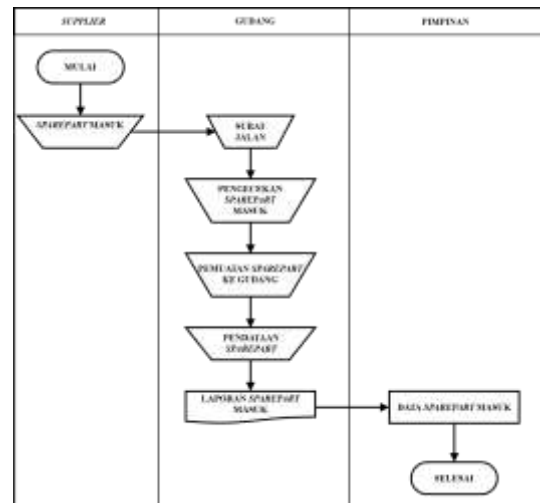 SUPPLIER
GUDANG
PIMPINAN
MULAI
SPAREPART MASUK
SURAT
JALAN
PENGECEKAN
SPAREPART
MASUK
PEMUATAN SPAREPART
KE GUDANG
PENDATAAN
SPAREPART
LAPORAN SPAREPART
MASUK
DATA SPAREPART MASUK
SELESAI